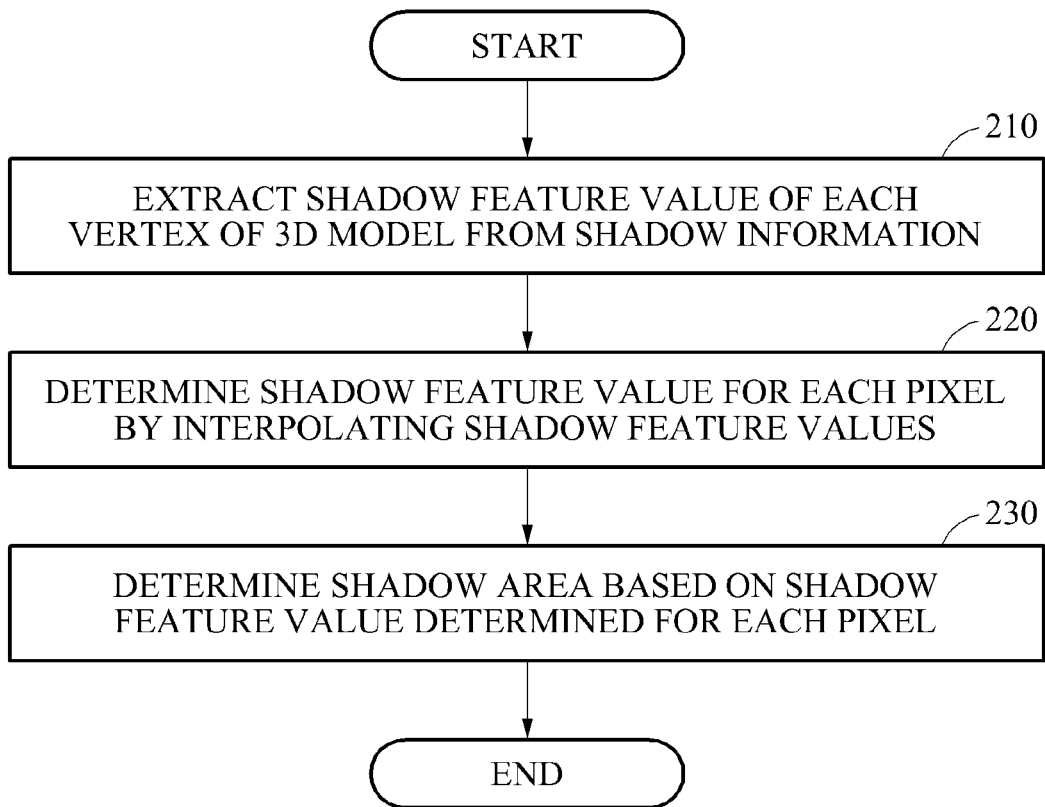 START
210
EXTRACT SHADOW FEATURE VALUE OF EACH
VERTEX OF 3D MODEL FROM SHADOW INFORMATION
220
DETERMINE SHADOW FEATURE VALUE FOR EACH PIXEL
BY INTERPOLATING SHADOW FEATURE VALUES
230
DETERMINE SHADOW AREA BASED ON SHADOW
FEATURE VALUE DETERMINED FOR EACH PIXEL
END